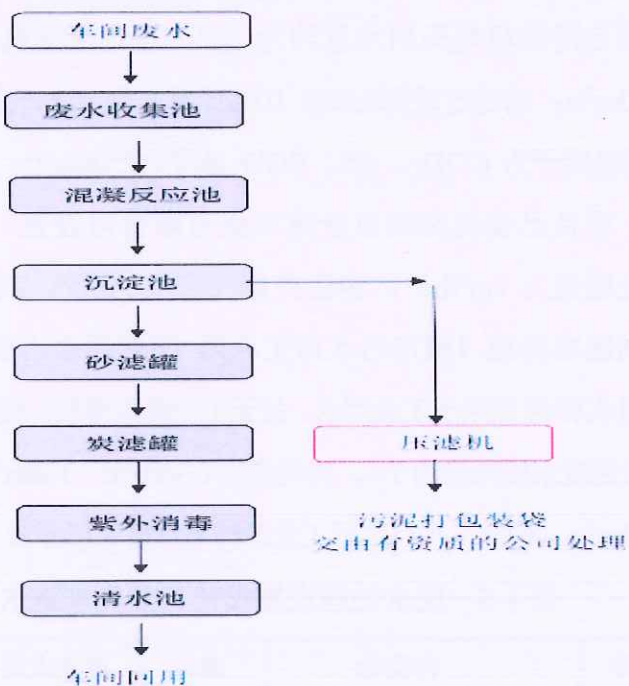 车间废水
废水收集池
混凝反应池
沉淀池
砂滤罐
炭滤罐
压滤机
紫外消毒
污泥打包装袋
交由有资质的公司处理
清水池
车间回用